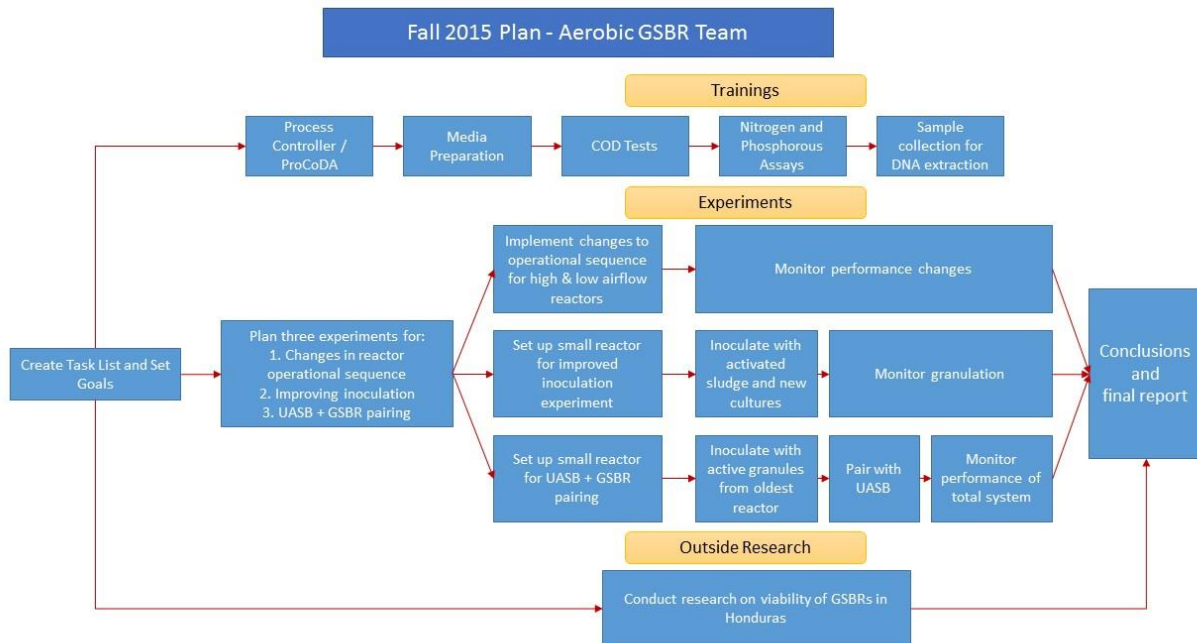 Fall 2015 Plan - Aerobic GSBR Team
Trainings
Process
Controller /
ProCoDA
Media
Preparation
COD Tests
Nitrogen and
Phosphorous
Assays
Sample
collection for
DNA extraction
Experiments
Create Task List and Set
Goals
Plan three experiments for:
1. Changes in reactor
operational sequence
2. Improving inoculation
3. UASB + GSBR pairing
Implement changes to
operational sequence
for high & low airflow
reactors
Monitor performance changes
Set up small reactor
for improved
inoculation
experiment
Inoculate with
activated
sludge and new
cultures
Monitor granulation
Set up small reactor
for UASB + GSBR
pairing
Inoculate with
active granules
from oldest
reactor
Pair with
UASB
Monitor
performance of
total system
Conclusions
and
final report
Outside Research
Conduct research on viability of GSBRs in
Honduras